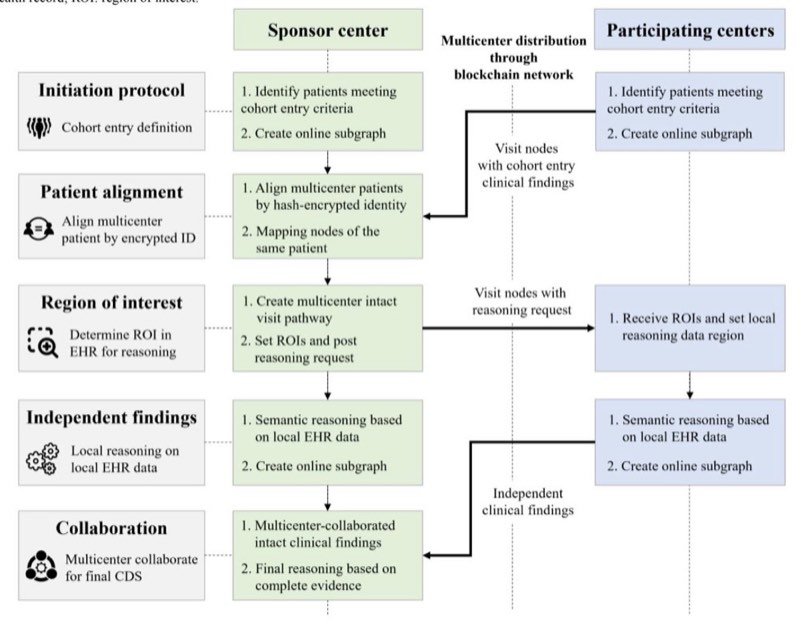 ROI: region of interest.
Sponsor center
Multicenter distribution
through
blockchain network
Participating centers
Initiation protocol
Cohort entry definition
1. Identify patients meeting
cohort entry criteria
2. Create online subgraph
1. Identify patients meeting
cohort entry criteria
2. Create online subgraph
Visit nodes
with cohort entry
clinical findings
Patient alignment
Align multicenter
patient by encrypted ID
1. Align multicenter patients
by hash-encrypted identity
2. Mapping nodes of the
same patient
Region of interest
Determine ROI in
EHR for reasoning
1. Create multicenter intact
visit pathway
2. Set ROIs and post
reasoning request
Visit nodes with
reasoning request
1. Receive ROIs and set local
reasoning data region
Independent findings
Local reasoning on
local EHR data
1. Semantic reasoning based
on local EHR data
2. Create online subgraph
1. Semantic reasoning based
on local EHR data
2. Create online subgraph
Independent
clinical findings
Collaboration
Multicenter collaborate
for final CDS
1. Multicenter-collaborated
intact clinical findings
2. Final reasoning based on
complete evidence